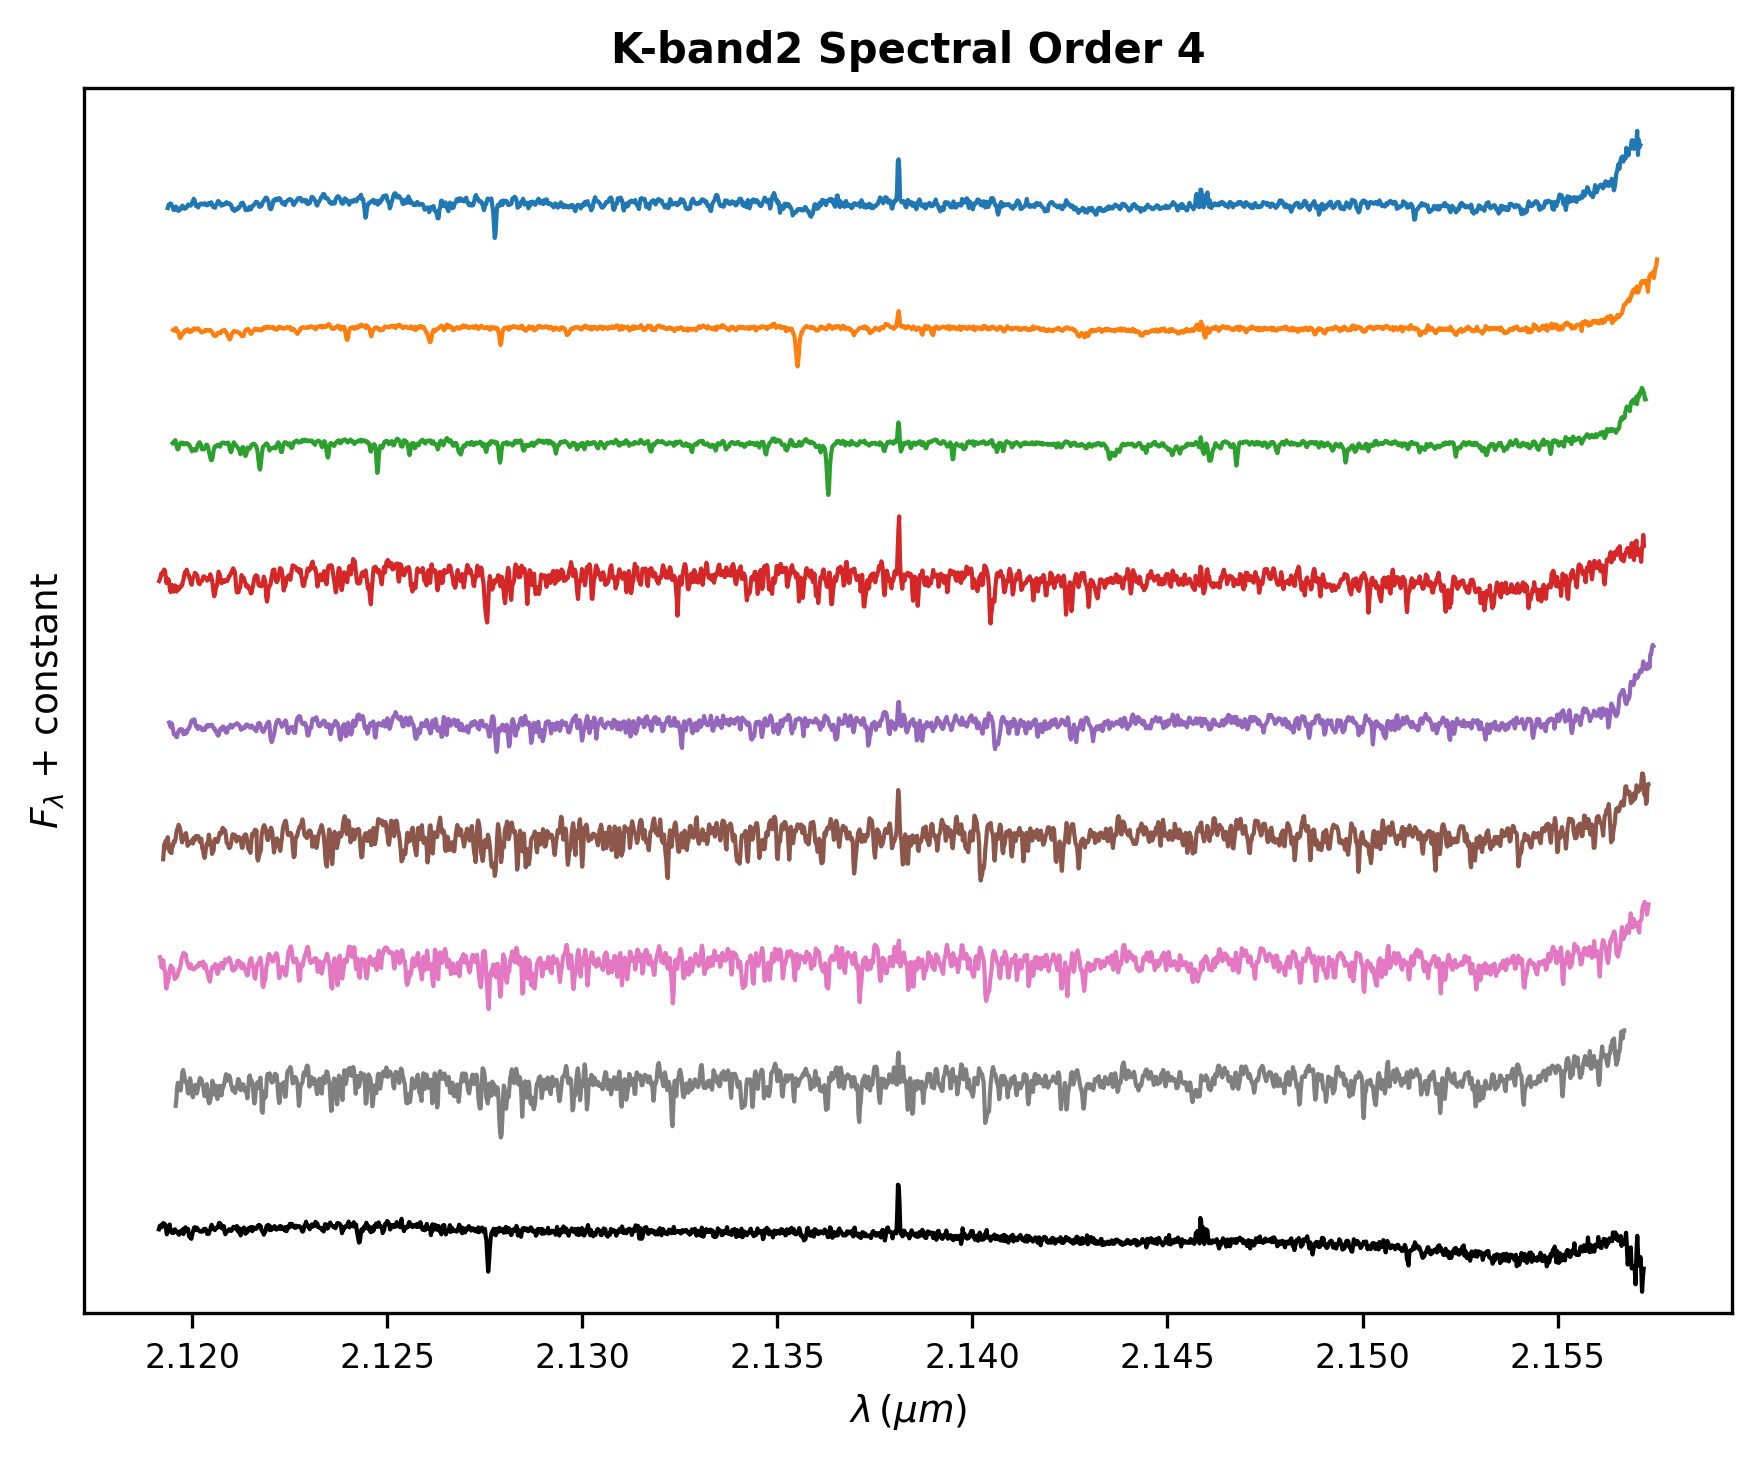 K-band2 Spectral Order 4
F_λ + constant
2.120 2.125 2.130 2.135 2.140 2.145 2.150 2.155
λ (μm)